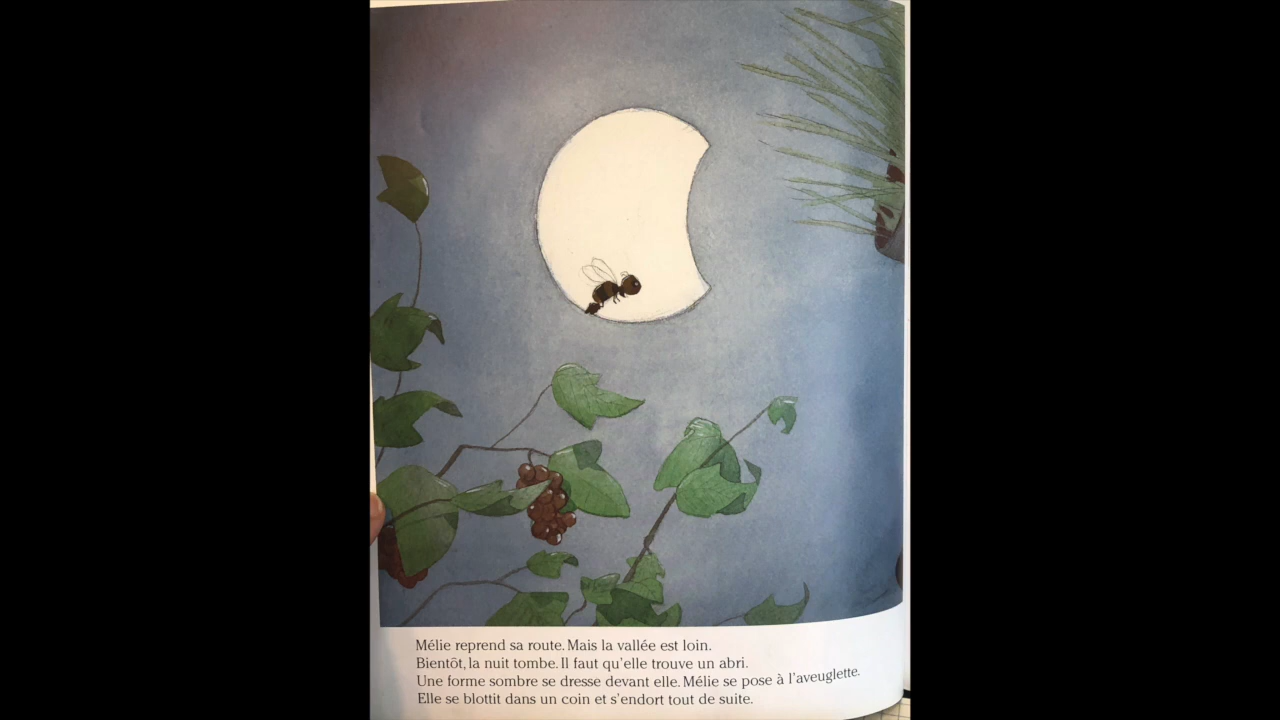 Mélie reprend sa route. Mais la vallée est loin.
Bientôt, la nuit tombe. Il faut qu'elle trouve un abri.
Une forme sombre se dresse devant elle. Mélie se pose à l'aveuglette.
Elle se blottit dans un coin et s'endort tout de suite.